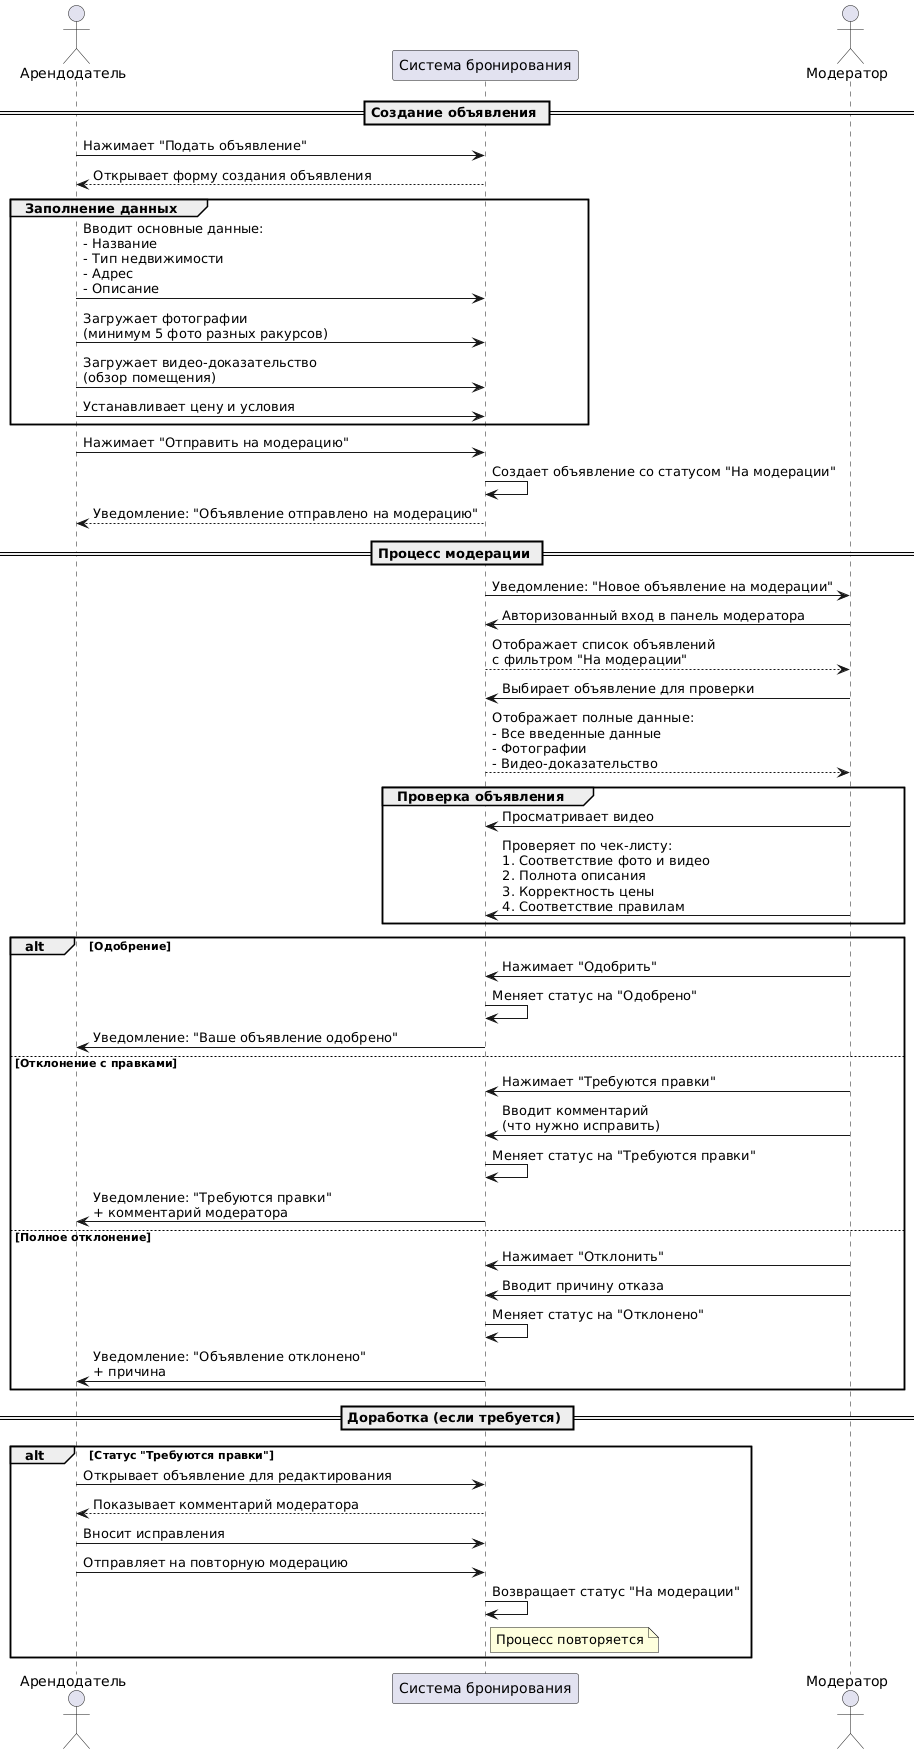 Арендодатель
Система бронирования
Модератор
Создание объявления
Нажимает "Подать объявление"
Открывает форму создания объявления
Заполнение данных
Вводит основные данные:
- Название
- Тип недвижимости
- Адрес
- Описание
Загружает фотографии
(минимум 5 фото разных ракурсов)
Загружает видео-доказательство
(обзор помещения)
Устанавливает цену и условия
Нажимает "Отправить на модерацию"
Создает объявление со статусом "На модерации"
Уведомление: "Объявление отправлено на модерацию"
Процесс модерации
Уведомление: "Новое объявление на модерации"
Авторизованный вход в панель модератора
Отображает список объявлений
с фильтром "На модерации"
Выбирает объявление для проверки
Отображает полные данные:
- Все введенные данные
- Фотографии
- Видео-доказательство
Проверка объявления
Просматривает видео
Проверяет по чек-листу:
1. Соответствие фото и видео
2. Полнота описания
3. Корректность цены
4. Соответствие правилам
alt [Одобрение]
Нажимает "Одобрить"
Меняет статус на "Одобрено"
Уведомление: "Ваше объявление одобрено"
[Отклонение с правками]
Нажимает "Требуются правки"
Вводит комментарий
(что нужно исправить)
Меняет статус на "Требуются правки"
Уведомление: "Требуются правки"
+ комментарий модератора
[Полное отклонение]
Нажимает "Отклонить"
Вводит причину отказа
Меняет статус на "Отклонено"
Уведомление: "Объявление отклонено"
+ причина
Доработка (если требуется)
alt [Статус "Требуются правки"]
Открывает объявление для редактирования
Показывает комментарий модератора
Вносит исправления
Отправляет на повторную модерацию
Возвращает статус "На модерации"
Процесс повторяется
Арендодатель
Система бронирования
Модератор